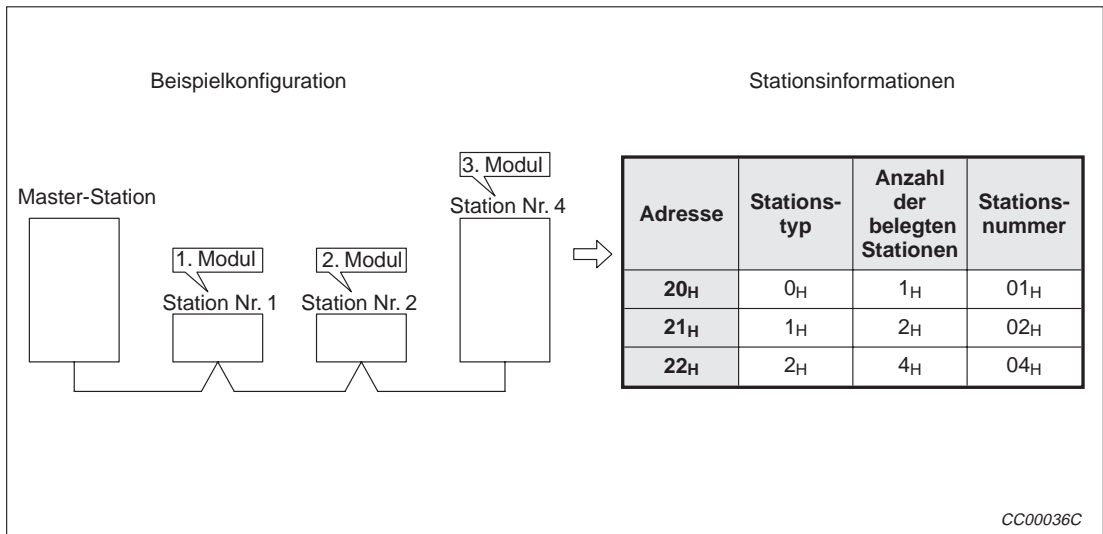 Beispielkonfiguration
Stationsinformationen
Master-Station
1. Modul
Station Nr. 1
2. Modul
Station Nr. 2
3. Modul
Station Nr. 4
Adresse Stations-typ Anzahl der belegten Stationen Stations-nummer
20H 0H 1H 01H
21H 1H 2H 02H
22H 2H 4H 04H
CC00036C